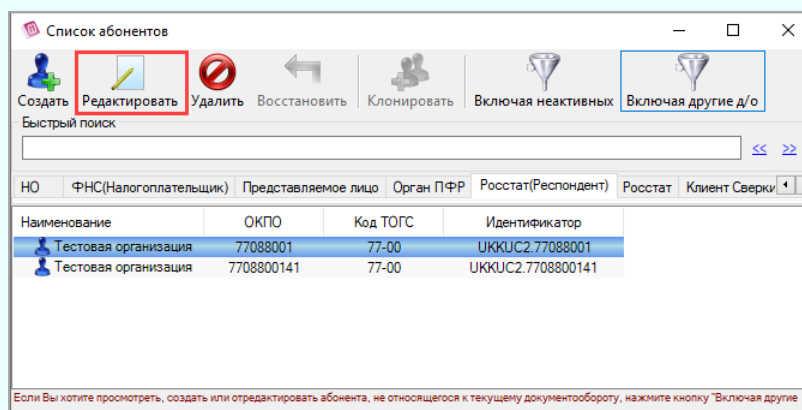 Список абонентов
Создать Редактировать Удалить Восстановить Клонировать Включая неактивных Включая другие д/о
Быстрый поиск
<< >>
НО ФНС(Налогоплательщик) Представляемое лицо Орган ПФР Росстат(Респондент) Росстат Клиент Сверки
Наименование ОКПО Код ТОГС Идентификатор
Тестовая организация 77088001 77-00 UKKUC2.77088001
Тестовая организация 7708800141 77-00 UKKUC2.7708800141
Если Вы хотите просмотреть, создать или отредактировать абонента, не относящегося к текущему документообороту, нажмите кнопку "Включая другие